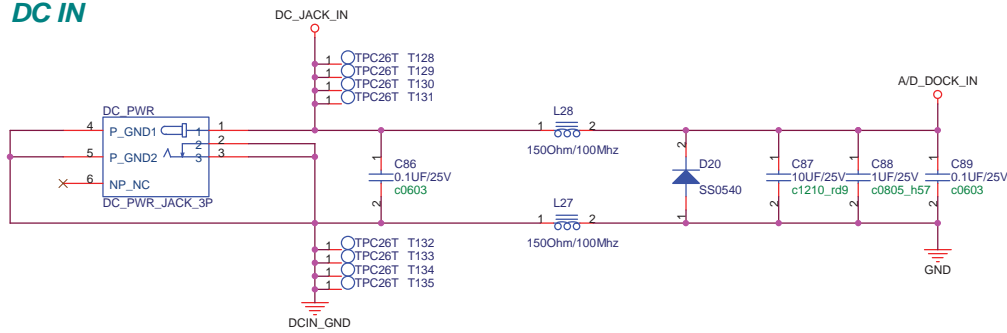 DC IN
DC_JACK_IN
1 TPC26T T128
1 TPC26T T129
1 TPC26T T130
1 TPC26T T131
A/D_DOCK_IN
DC_PWR
4 P_GND1 1 1
2 2
5 P_GND2 3 3
6 NP_NC
DC_PWR_JACK_3P
L28
1 2
150Ohm/100Mhz
1 C86
0.1UF/25V
c0603
2
2 D20
SS0540
1
1 C87
10UF/25V
c1210_rd9
2
1 C88
1UF/25V
c0805_h57
2
1 C89
0.1UF/25V
c0603
2
L27
1 2
150Ohm/100Mhz
1 TPC26T T132
1 TPC26T T133
1 TPC26T T134
1 TPC26T T135
GND
DCIN_GND